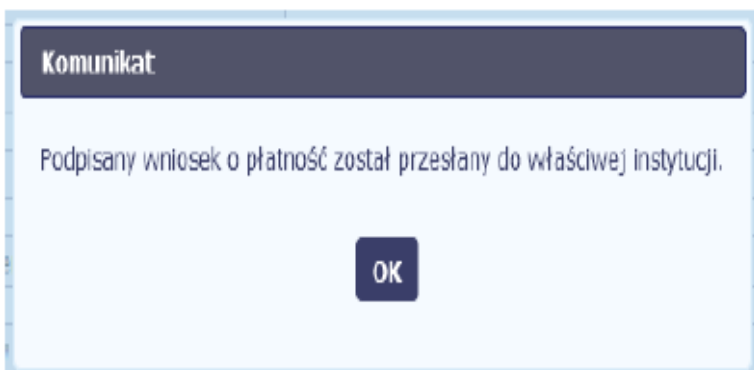 Komunikat
Podpisany wniosek o płatność został przesłany do właściwej instytucji.
OK